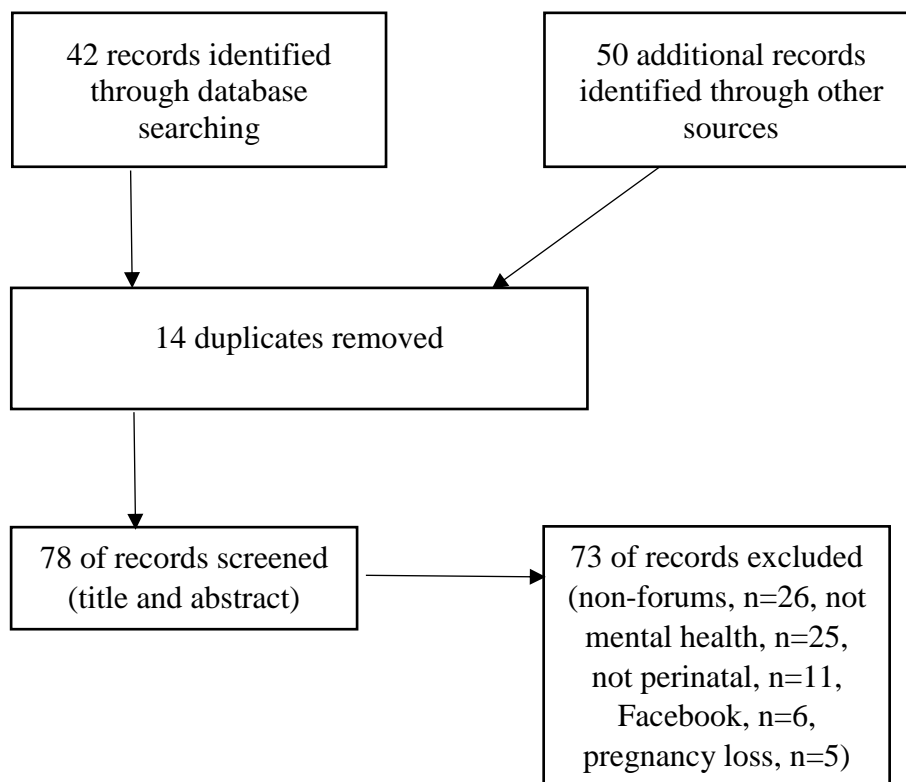 42 records identified
through database
searching
50 additional records
identified through other
sources
14 duplicates removed
78 of records screened
(title and abstract)
73 of records excluded
(non-forums, n=26, not
mental health, n=25,
not perinatal, n=11,
Facebook, n=6,
pregnancy loss, n=5)